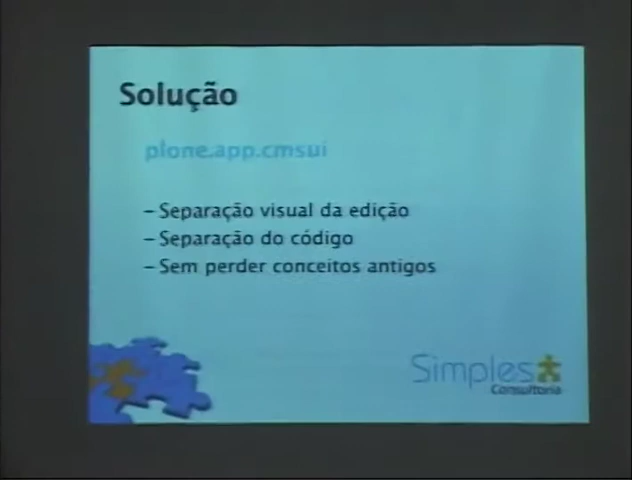 Solução
plone.app.cmsui
– Separação visual da edição
– Separação do código
– Sem perder conceitos antigos
Simples
Consultoria